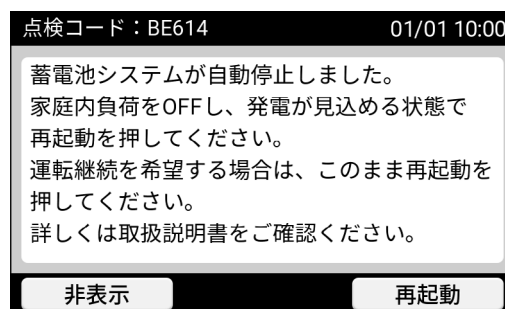 点検コード：BE614 01/01 10:00
蓄電池システムが自動停止しました。
家庭内負荷をOFFし、発電が見込める状態で
再起動を押してください。
運転継続を希望する場合は、このまま再起動を
押してください。
詳しくは取扱説明書をご確認ください。
非表示 再起動